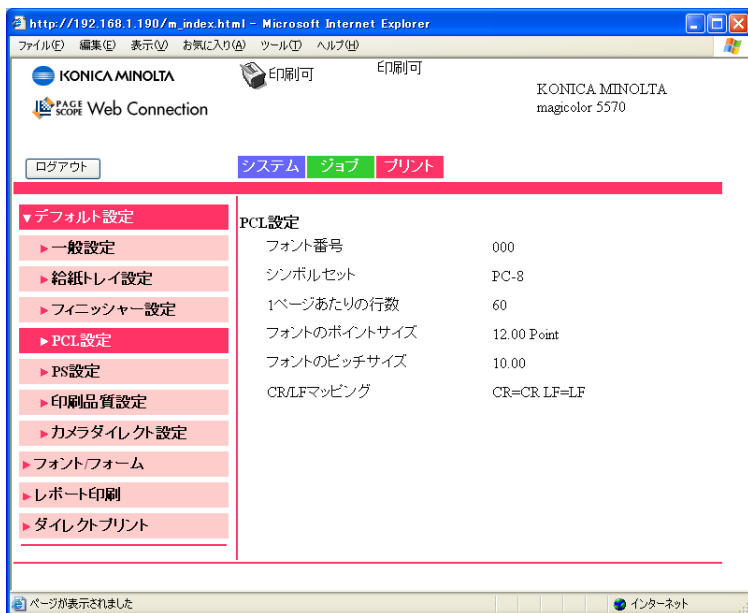 http://192.168.1.190/m_index.html - Microsoft Internet Explorer
ファイル(F) 編集(E) 表示(V) お気に入り(A) ツール(T) ヘルプ(H)
KONICA MINOLTA
印刷可
印刷可
PAGE SCOPE Web Connection
KONICA MINOLTA
magicolor 5570
ログアウト
システム ジョブ プリント
▼デフォルト設定
▶一般設定
▶給紙トレイ設定
▶フィニッシャー設定
▶PCL設定
▶PS設定
▶印刷品質設定
▶カメラダイレクト設定
▶フォント/フォーム
▶レポート印刷
▶ダイレクトプリント
PCL設定
フォント番号 000
シンボルセット PC-8
1ページあたりの行数 60
フォントのポイントサイズ 12.00 Point
フォントのピッチサイズ 10.00
CR/LFマッピング CR=CR LF=LF
ページが表示されました
インターネット